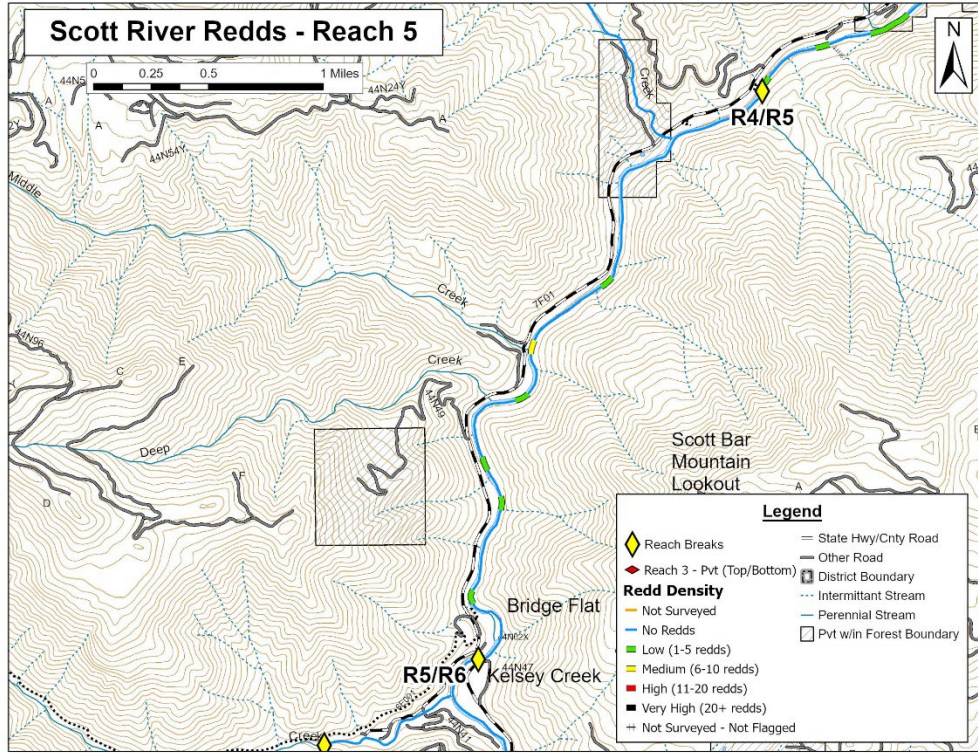 Scott River Redds - Reach 5
N
0 0.25 0.5 1 Miles
44N24Y
A
A
A
44N54Y
Creek
R4/R5
Middle
Creek
7F01
44N96
C
E
Creek
44N49
Deep
D
F
Scott Bar
Mountain
Lookout
A
Bridge Flat
R5/R6
44N47
Kelsey Creek
Creek
44N41
Legend
Reach Breaks
Reach 3 - Pvt (Top/Bottom)
Redd Density
Not Surveyed
No Redds
Low (1-5 redds)
Medium (6-10 redds)
High (11-20 redds)
Very High (20+ redds)
Not Surveyed - Not Flagged
State Hwy/Cnty Road
Other Road
District Boundary
Intermittant Stream
Perennial Stream
Pvt w/in Forest Boundary